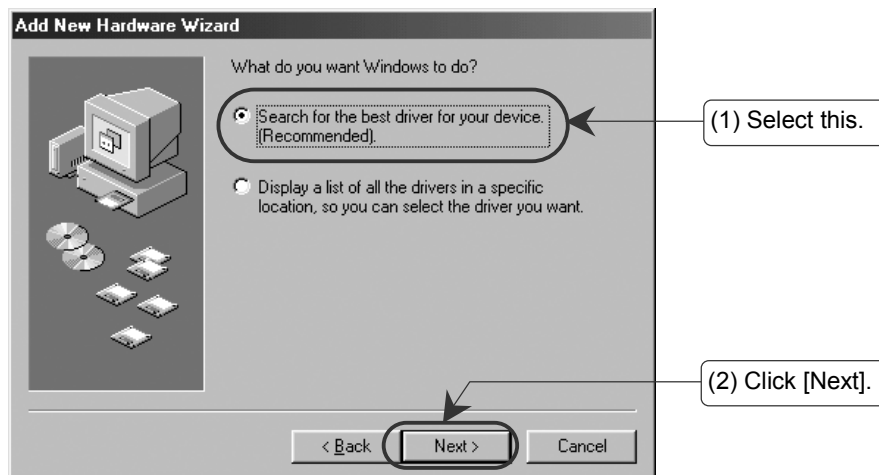 Add New Hardware Wizard
What do you want Windows to do?
Search for the best driver for your device.
(Recommended).
(1) Select this.
Display a list of all the drivers in a specific
location, so you can select the driver you want.
(2) Click [Next].
< Back
Next >
Cancel